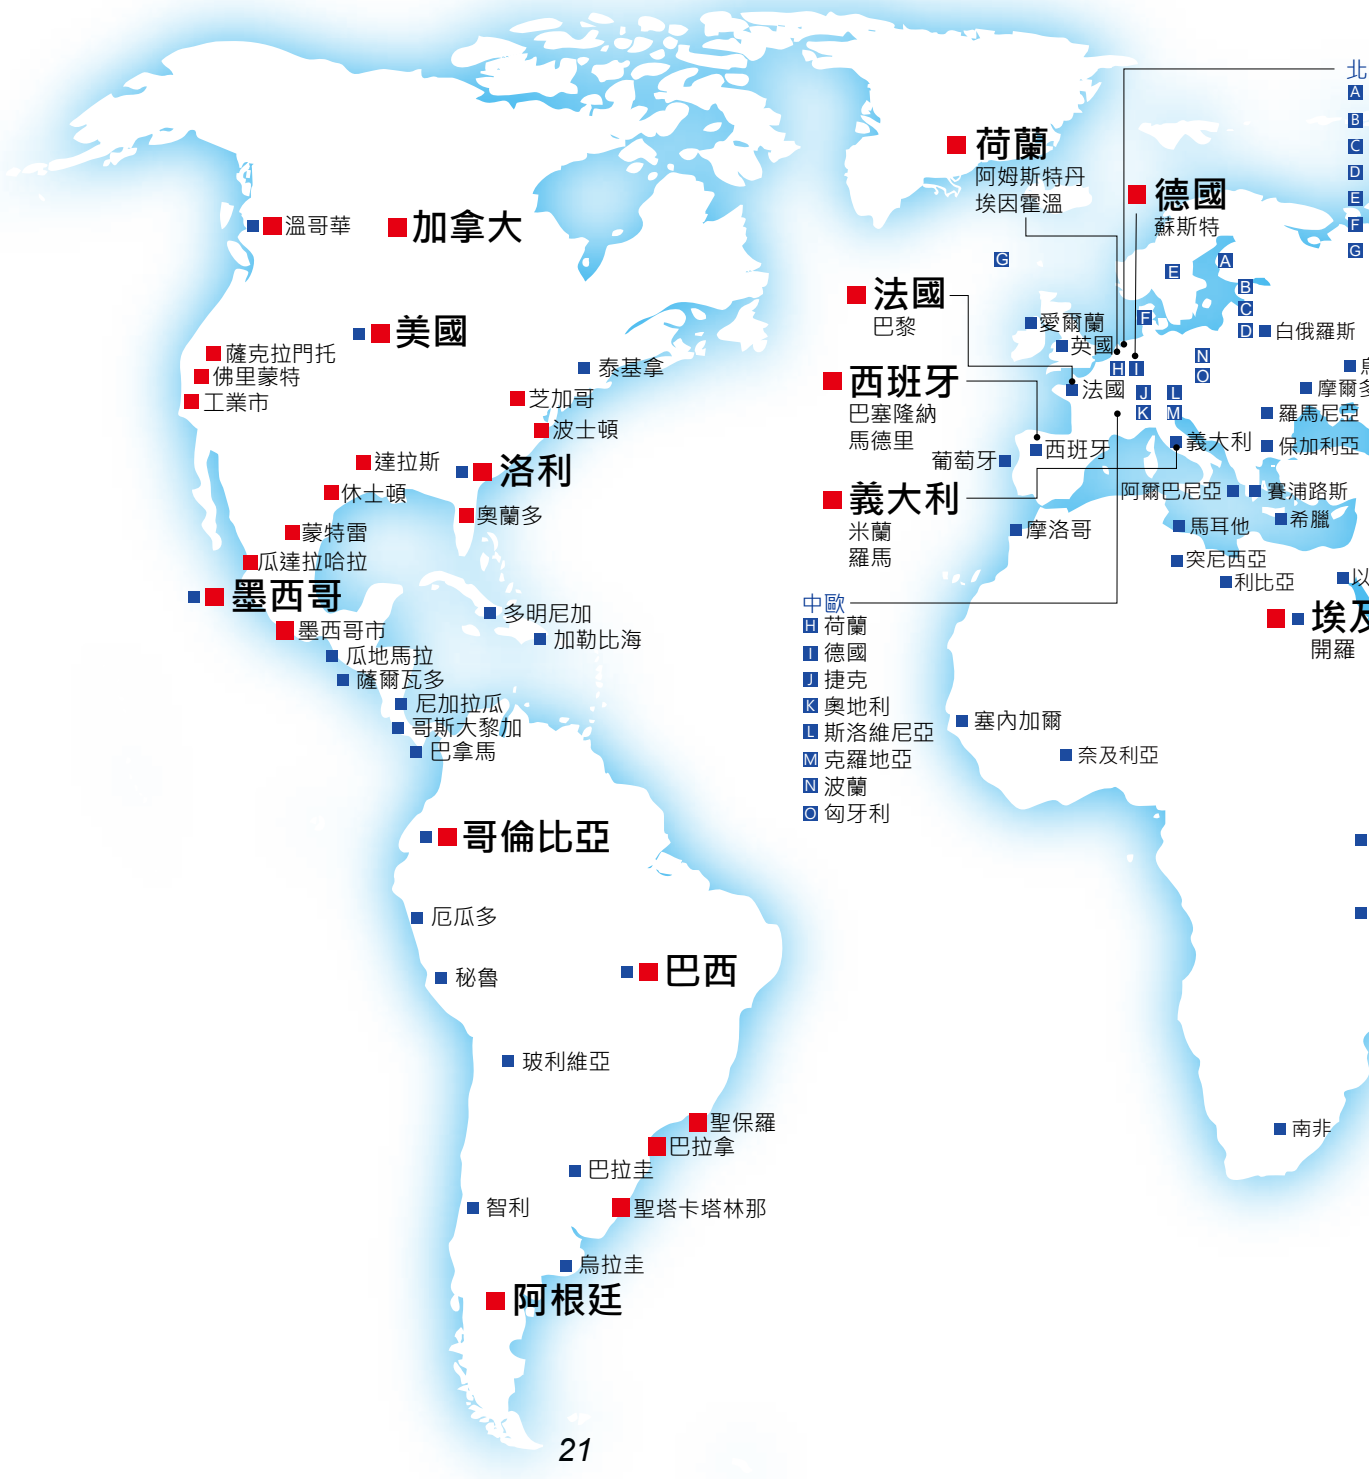 溫哥華
加拿大
美國
薩克拉門托
佛里蒙特
工業市
泰基拿
芝加哥
波士頓
達拉斯
洛利
休士頓
奧蘭多
蒙特雷
瓜達拉哈拉
墨西哥
墨西哥市
多明尼加
加勒比海
瓜地馬拉
薩爾瓦多
尼加拉瓜
哥斯大黎加
巴拿馬
哥倫比亞
厄瓜多
秘魯
巴西
玻利維亞
聖保羅
巴拉拿
巴拉圭
智利
聖塔卡塔林那
烏拉圭
阿根廷
荷蘭
阿姆斯特丹
埃因霍溫
德國
蘇斯特
法國
巴黎
西班牙
巴塞隆納
馬德里
義大利
米蘭
羅馬
北
A
B
C
D
E
F
G
G
E
A
B
C
D
F
H I
J
K
L
M
N
O
愛爾蘭
英國
法國
白俄羅斯
摩爾多
羅馬尼亞
保加利亞
義大利
西班牙
葡萄牙
阿爾巴尼亞
賽浦路斯
希臘
馬耳他
摩洛哥
突尼西亞
利比亞
以
埃及
開羅
中歐
H 荷蘭
I 德國
J 捷克
K 奧地利
L 斯洛維尼亞
M 克羅地亞
N 波蘭
O 匈牙利
塞內加爾
奈及利亞
南非
21